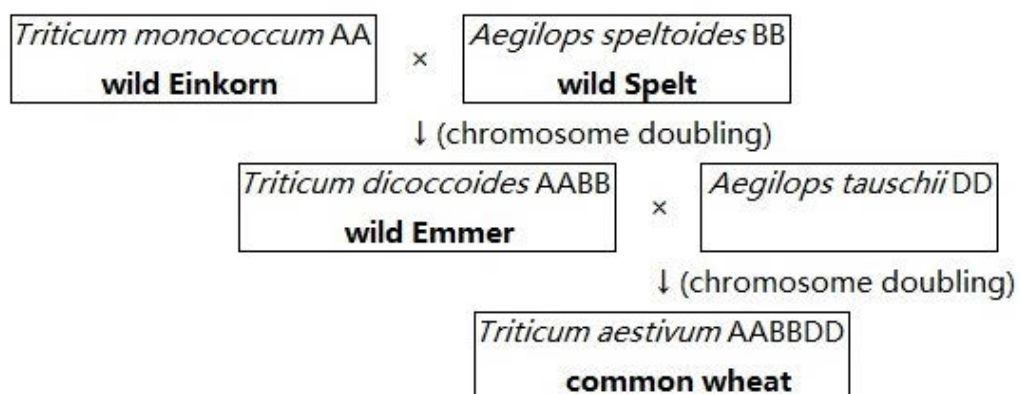 Triticum monococcum AA × Aegilops speltoides BB
wild Einkorn wild Spelt
↓ (chromosome doubling)
Triticum dicoccoides AABB × Aegilops tauschii DD
wild Emmer
↓ (chromosome doubling)
Triticum aestivum AABBDD
common wheat